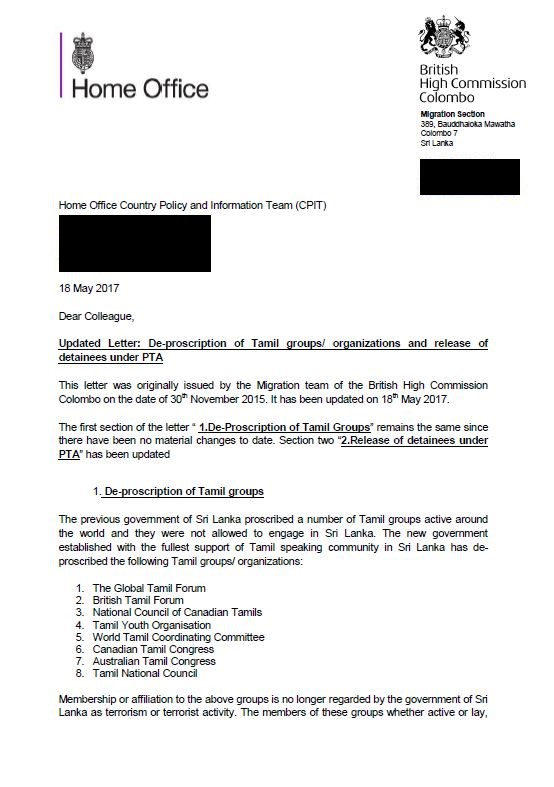 Home Office
British
High Commission
Colombo
Migration Section
389, Bauddhaloka Mawatha
Colombo 7
Sri Lanka
Home Office Country Policy and Information Team (CPIT)
18 May 2017
Dear Colleague,
Updated Letter: De-proscription of Tamil groups/ organizations and release of
detainees under PTA
This letter was originally issued by the Migration team of the British High Commission
Colombo on the date of 30th November 2015. It has been updated on 18th May 2017.
The first section of the letter “ 1.De-Proscription of Tamil Groups” remains the same since
there have been no material changes to date. Section two “2.Release of detainees under
PTA” has been updated
1. De-proscription of Tamil groups
The previous government of Sri Lanka proscribed a number of Tamil groups active around
the world and they were not allowed to engage in Sri Lanka. The new government
established with the fullest support of Tamil speaking community in Sri Lanka has de-
proscribed the following Tamil groups/ organizations:
1. The Global Tamil Forum
2. British Tamil Forum
3. National Council of Canadian Tamils
4. Tamil Youth Organisation
5. World Tamil Coordinating Committee
6. Canadian Tamil Congress
7. Australian Tamil Congress
8. Tamil National Council
Membership or affiliation to the above groups is no longer regarded by the government of Sri
Lanka as terrorism or terrorist activity. The members of these groups whether active or lay,